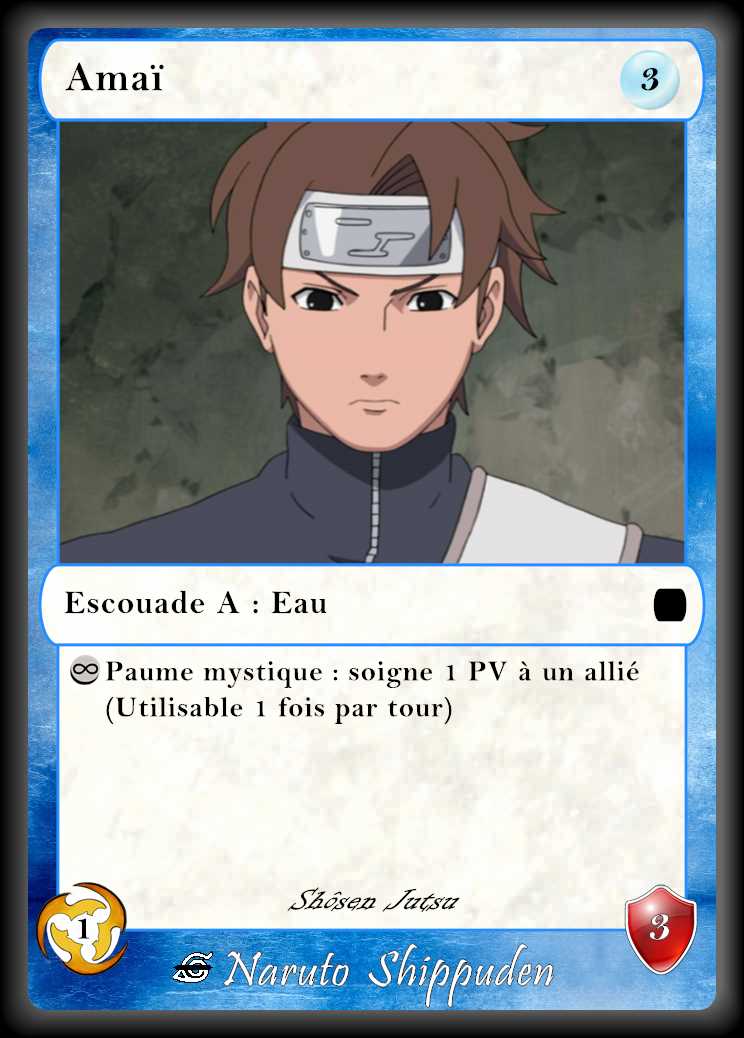 Amaï
3
Escouade A : Eau
Paume mystique : soigne 1 PV à un allié
(Utilisable 1 fois par tour)
Shôsen Jutsu
1
3
Naruto Shippuden